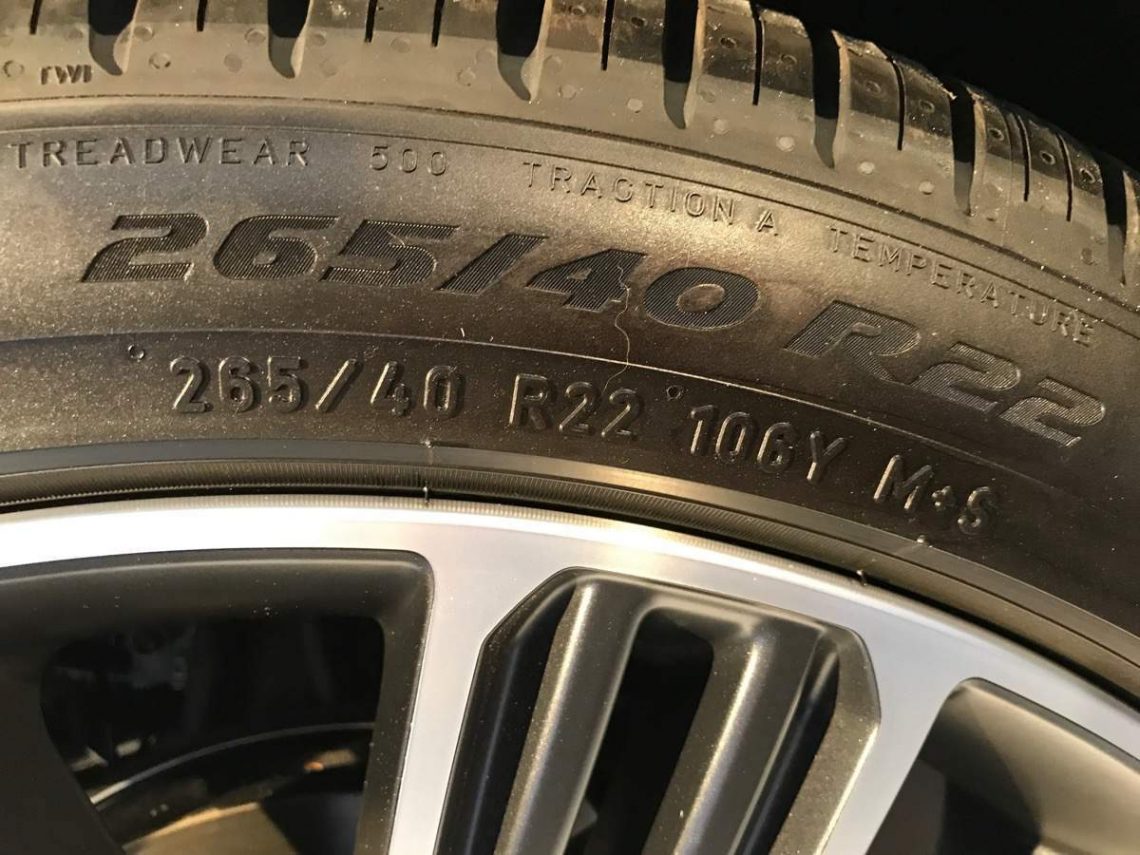 TWI
TREADWEAR 500 TRACTION A TEMPERATURE
265/40 R22
265/40 R22 106Y M+S